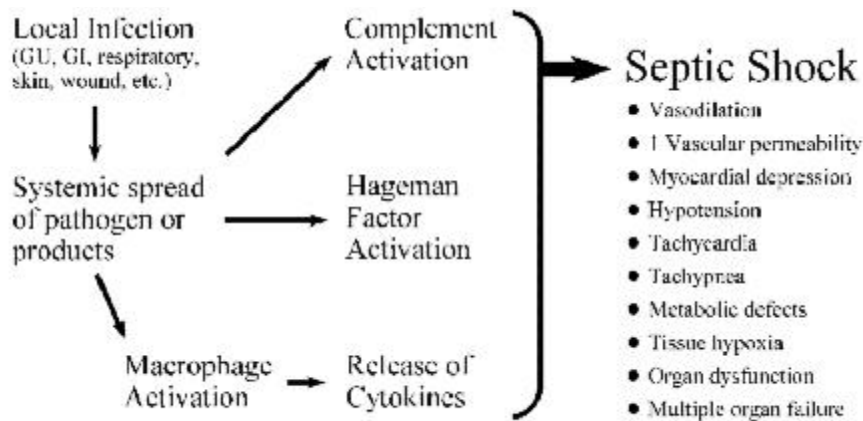 Local Infection
(GU, GI, respiratory,
skin, wound, etc.)
Systemic spread
of pathogen or
products
Macrophage
Activation
Complement
Activation
Hageman
Factor
Activation
Release of
Cytokines
Septic Shock
● Vasodilation
● ↑ Vascular permeability
● Myocardial depression
● Hypotension
● Tachycardia
● Tachypnea
● Metabolic defects
● Tissue hypoxia
● Organ dysfunction
● Multiple organ failure